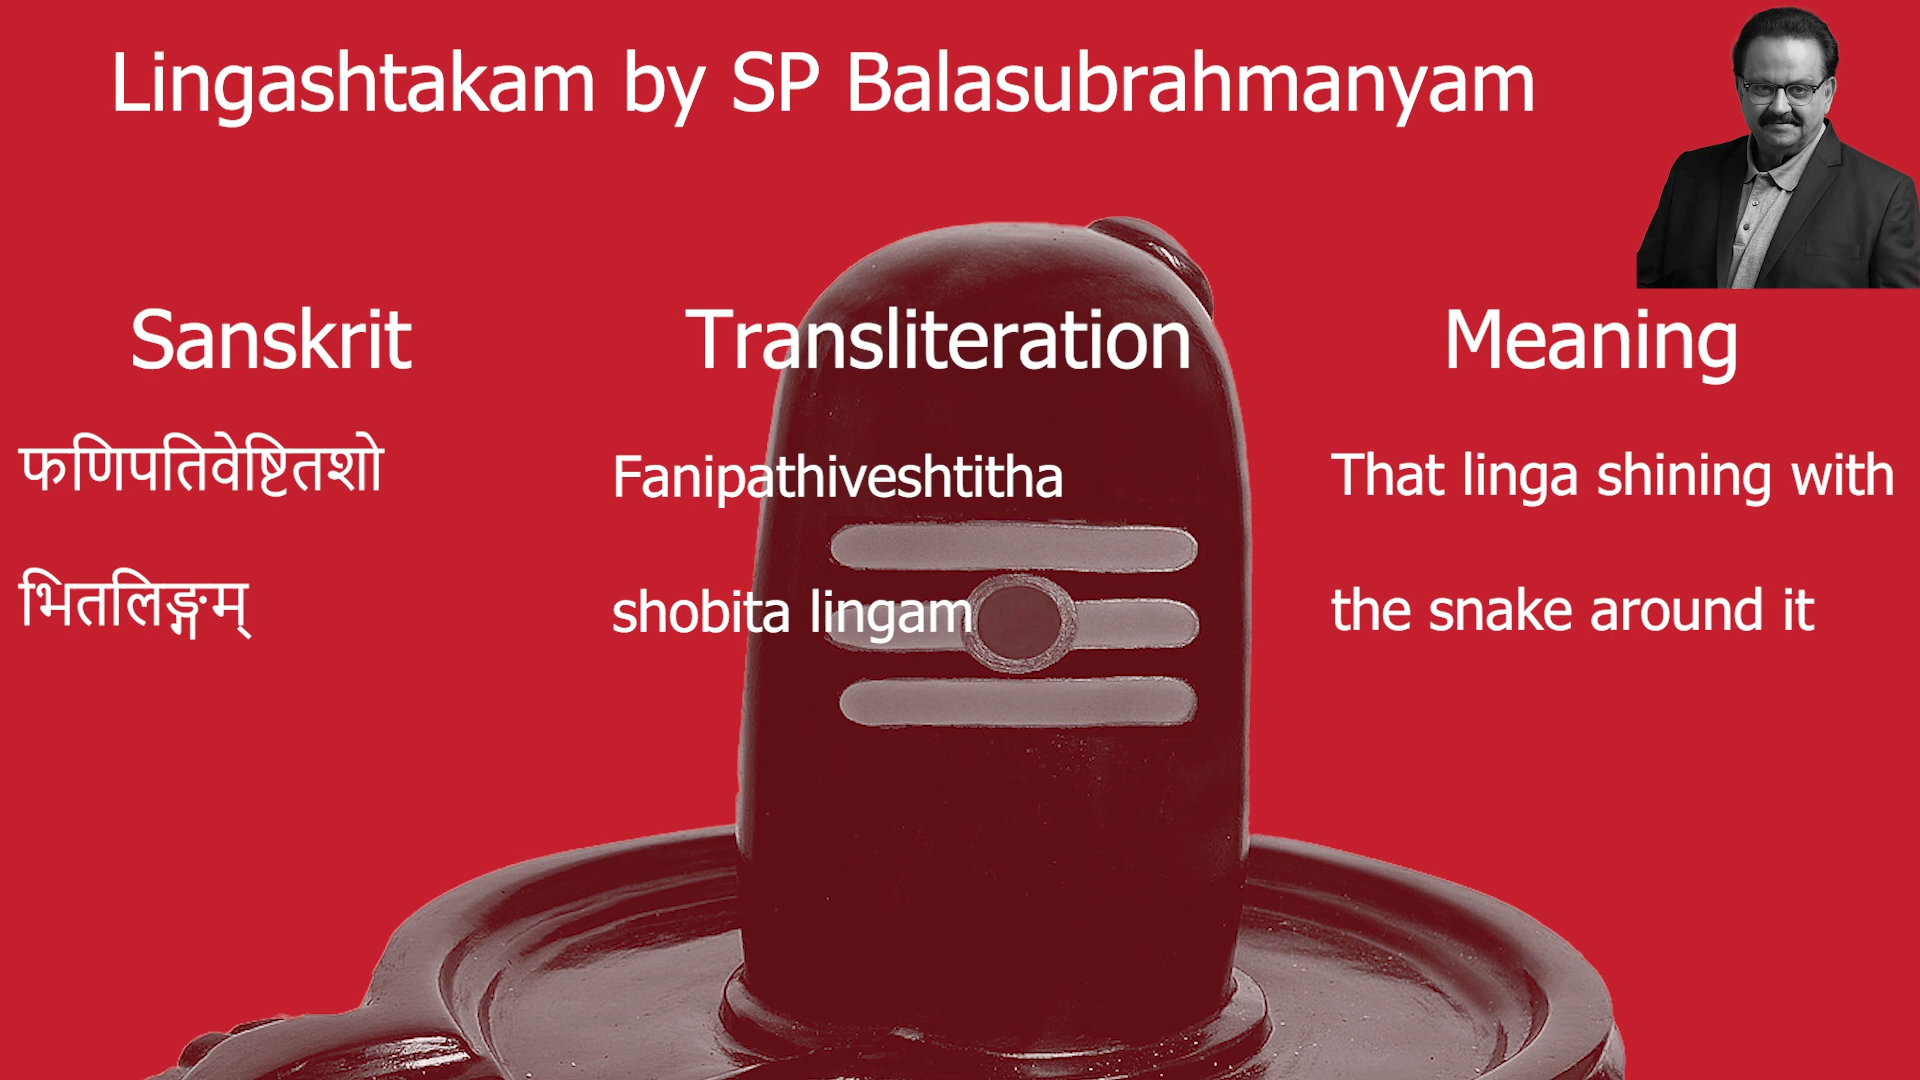 Lingashtakam by SP Balasubrahmanyam
Sanskrit
Transliteration
Meaning
फणिपतिवेष्टितशो
Fanipathiveshtitha
That linga shining with
भितलिङ्गम्
shobita lingam
the snake around it